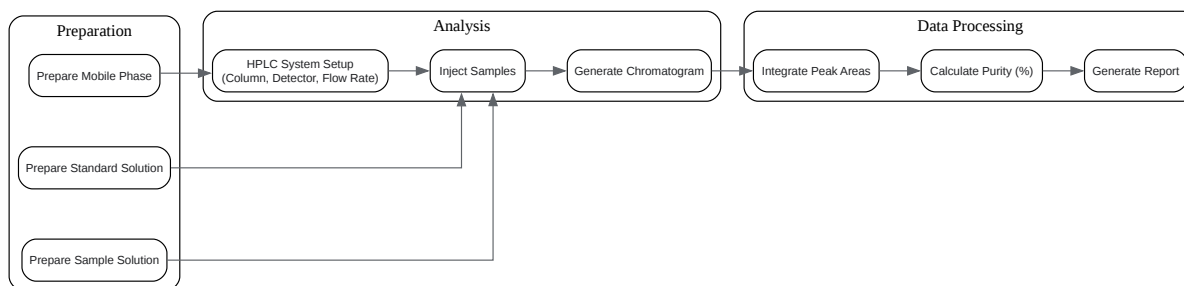 Preparation
Prepare Mobile Phase
Prepare Standard Solution
Prepare Sample Solution
Analysis
HPLC System Setup
(Column, Detector, Flow Rate)
Inject Samples
Generate Chromatogram
Data Processing
Integrate Peak Areas
Calculate Purity (%)
Generate Report